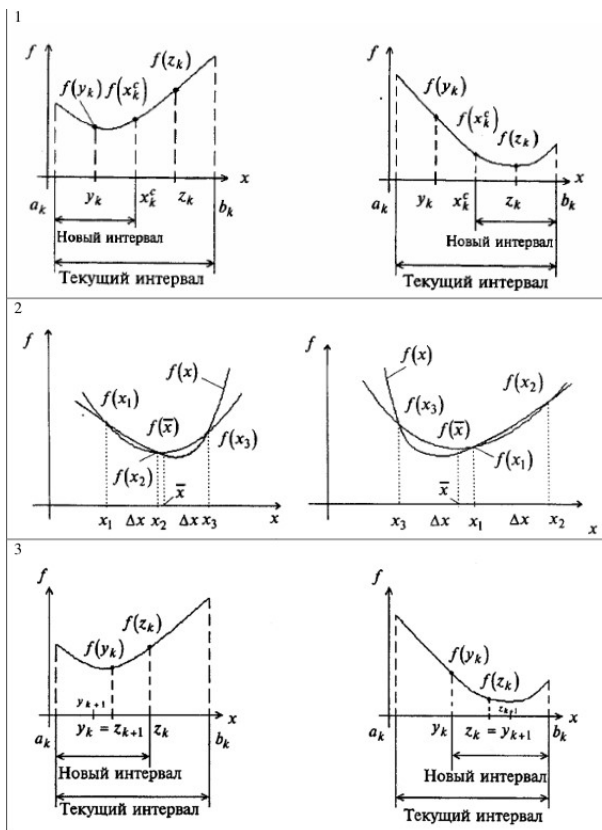 1
f
f(y_k) f(x_k^c)
f(z_k)
a_k y_k x_k^c z_k b_k x
Новый интервал
Текущий интервал
f(y_k)
f(x_k^c)
f(z_k)
a_k y_k x_k^c z_k b_k x
Новый интервал
Текущий интервал
2
f
f(x)
f(x_1)
f(x̅)
f(x_3)
f(x_2)
x̅
x_1 Δx x_2 Δx x_3 x
f
f(x)
f(x_2)
f(x_3)
f(x̅)
f(x_1)
x̅
x_3 Δx x_1 Δx x_2 x
3
f
f(z_k)
f(y_k)
y_{k+1}
x
a_k y_k = z_{k+1} z_k b_k
Новый интервал
Текущий интервал
f
f(y_k)
f(z_k)
z_{k+1}
x
a_k y_k z_k = y_{k+1} b_k
Новый интервал
Текущий интервал